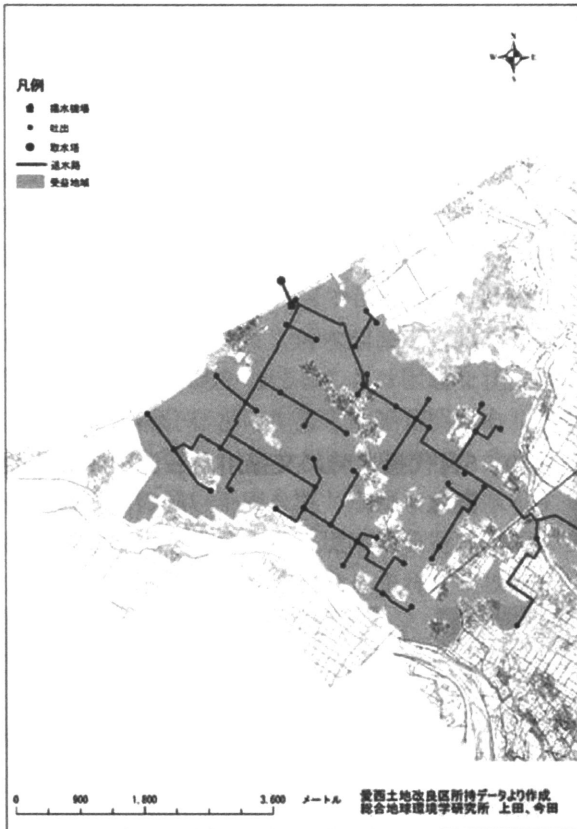 N
W E
S
凡例
揚水機場
吐出
取水塔
送水路
受益地域
0 900 1,800 3,600 メートル
愛西土地改良区所持データより作成
総合地球環境学研究所 上田、今田